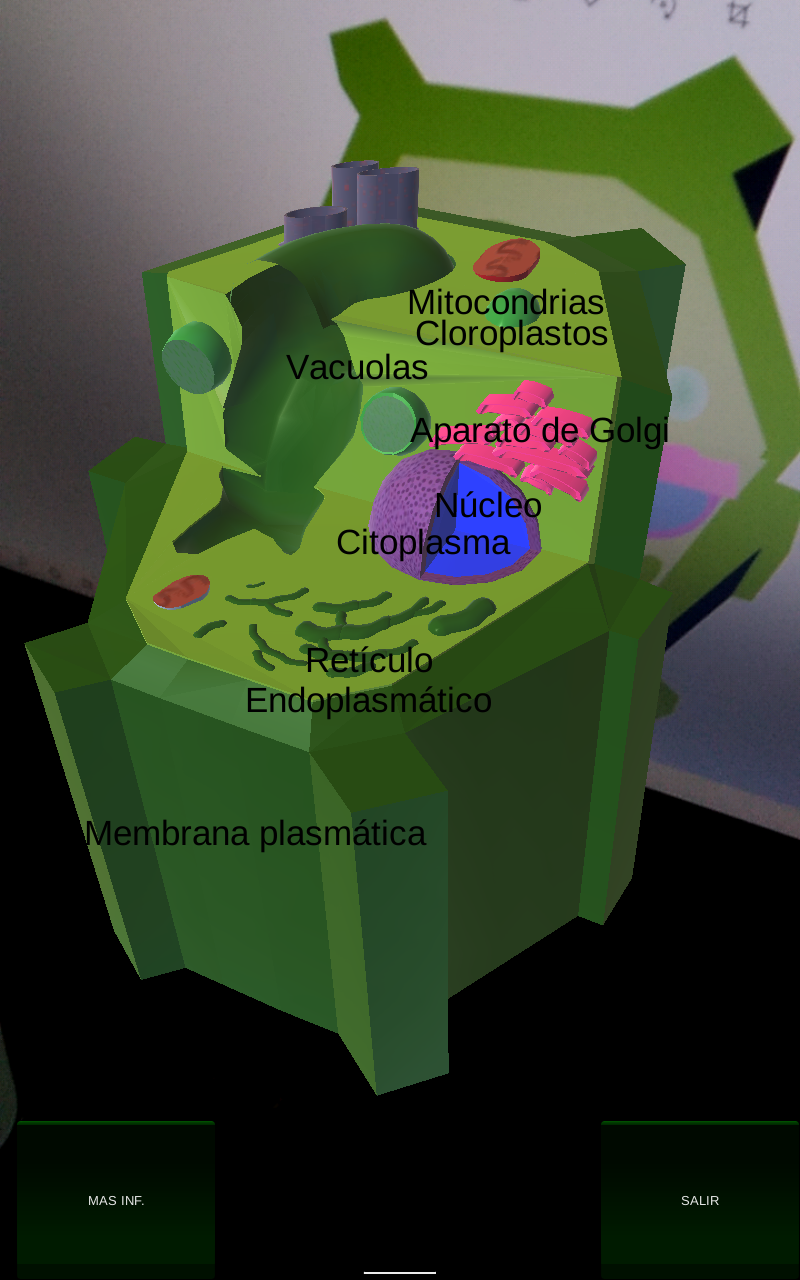 Mitocondrias
Cloroplastos
Vacuolas
Aparato de Golgi
Núcleo
Citoplasma
Retículo
Endoplasmático
Membrana plasmática
MAS INF.
SALIR